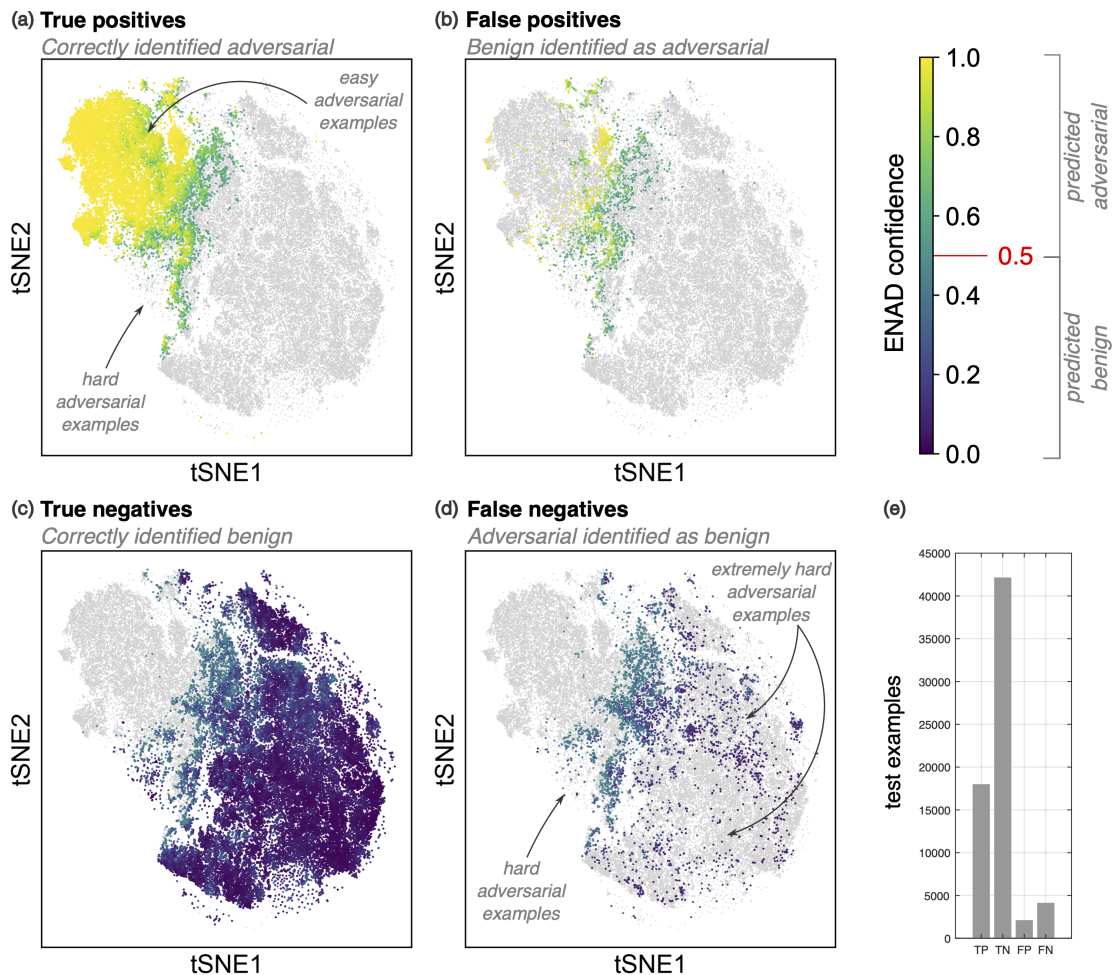 (a) True positives
Correctly identified adversarial
easy
adversarial
examples
hard
adversarial
examples
tSNE2
tSNE1
(b) False positives
Benign identified as adversarial
tSNE2
tSNE1
1.0
0.8
0.6
0.5
0.4
0.2
0.0
ENAD confidence
predicted
adversarial
predicted
benign
(c) True negatives
Correctly identified benign
tSNE2
tSNE1
(d) False negatives
Adversarial identified as benign
extremely hard
adversarial
examples
hard
adversarial
examples
tSNE2
tSNE1
(e)
45000
40000
35000
30000
25000
20000
15000
10000
5000
0
test examples
TP TN FP FN